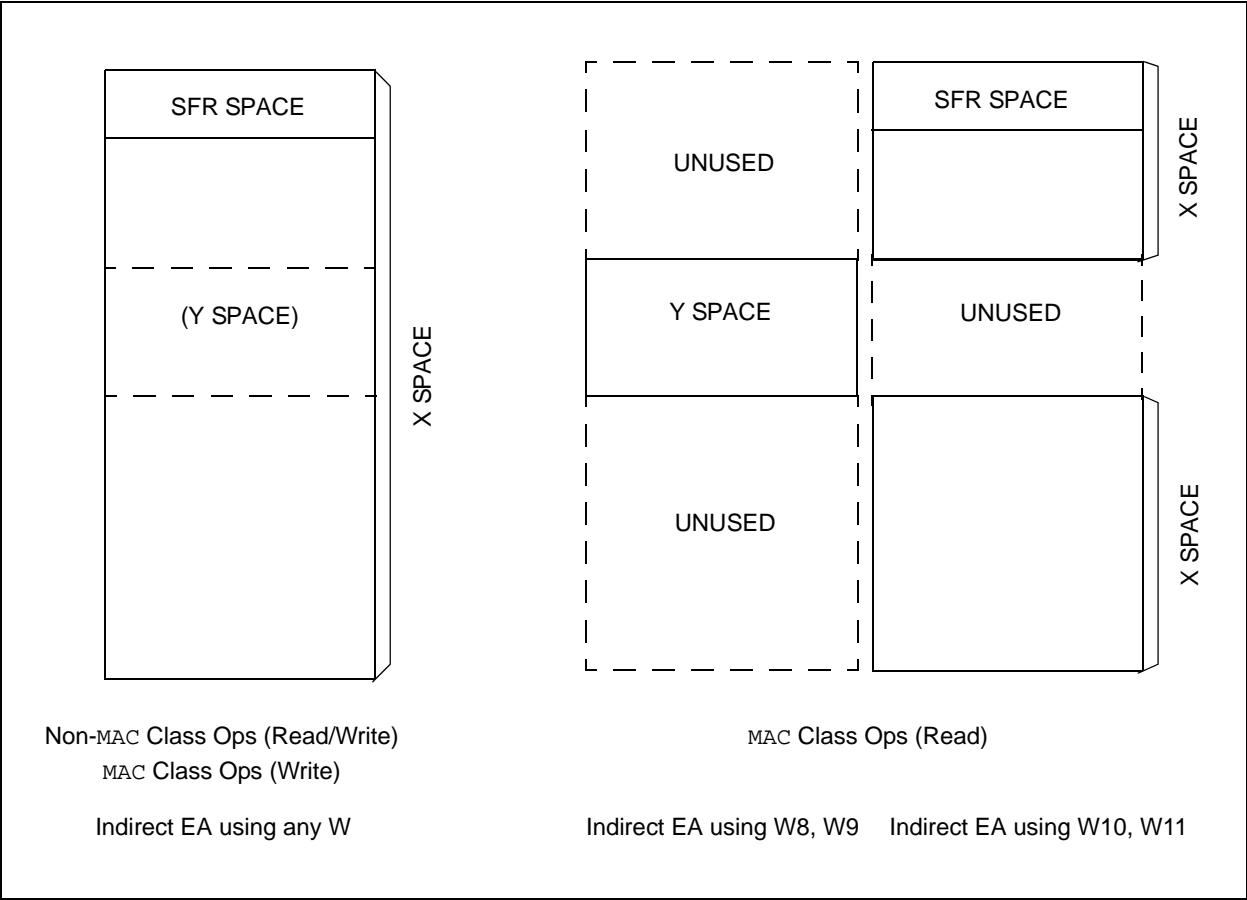 SFR SPACE
(Y SPACE)
X SPACE
Non-MAC Class Ops (Read/Write)
MAC Class Ops (Write)
Indirect EA using any W
UNUSED
Y SPACE
UNUSED
SFR SPACE
X SPACE
UNUSED
X SPACE
MAC Class Ops (Read)
Indirect EA using W8, W9
Indirect EA using W10, W11